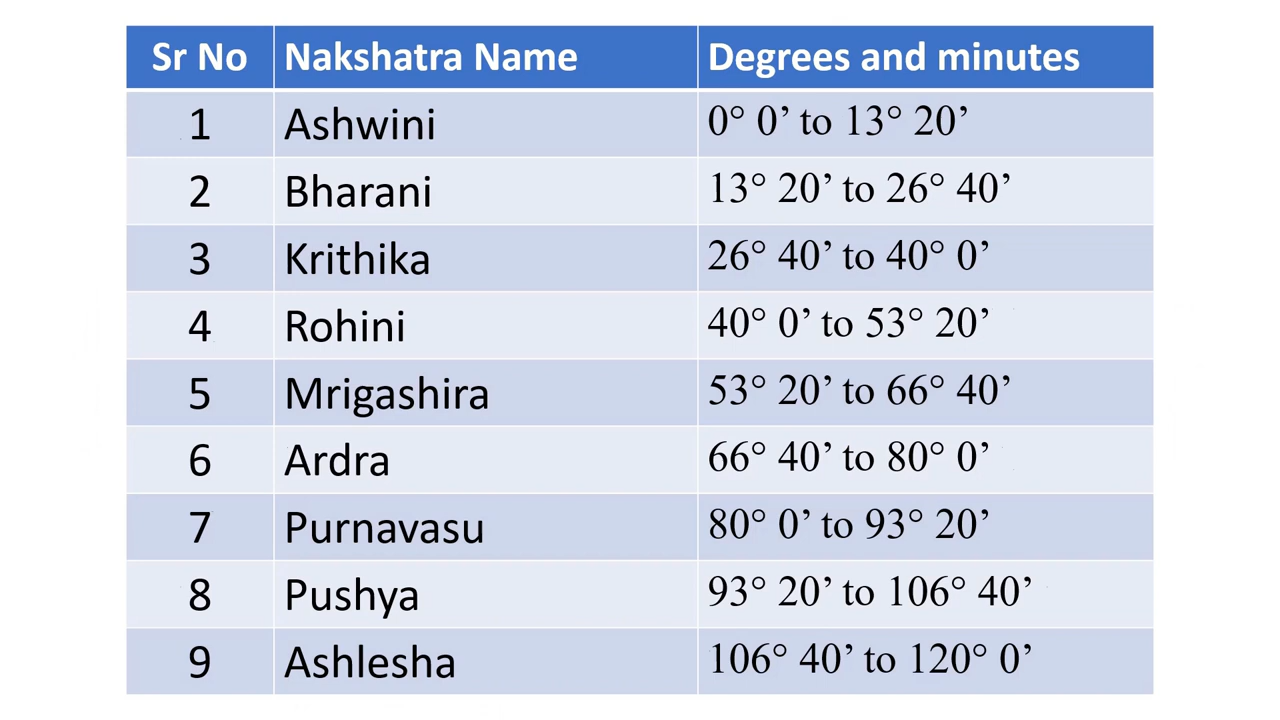 Sr No Nakshatra Name Degrees and minutes
1 Ashwini 0° 0’ to 13° 20’
2 Bharani 13° 20’ to 26° 40’
3 Krithika 26° 40’ to 40° 0’
4 Rohini 40° 0’ to 53° 20’
5 Mrigashira 53° 20’ to 66° 40’
6 Ardra 66° 40’ to 80° 0’
7 Purnavasu 80° 0’ to 93° 20’
8 Pushya 93° 20’ to 106° 40’
9 Ashlesha 106° 40’ to 120° 0’